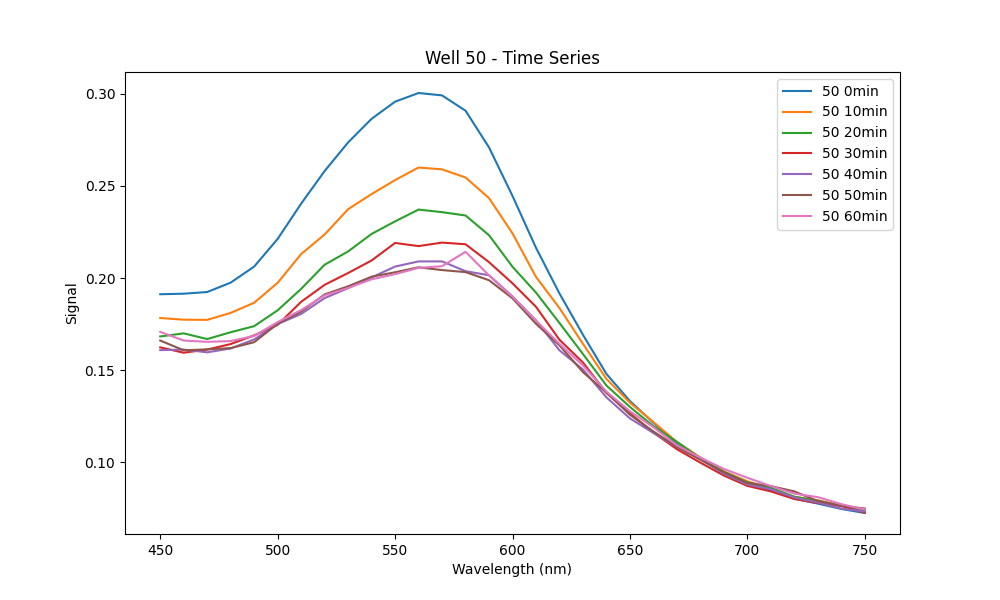 Well 50 - Time Series
50 0min
50 10min
50 20min
50 30min
50 40min
50 50min
50 60min
Signal
0.30
0.25
0.20
0.15
0.10
450 500 550 600 650 700 750
Wavelength (nm)